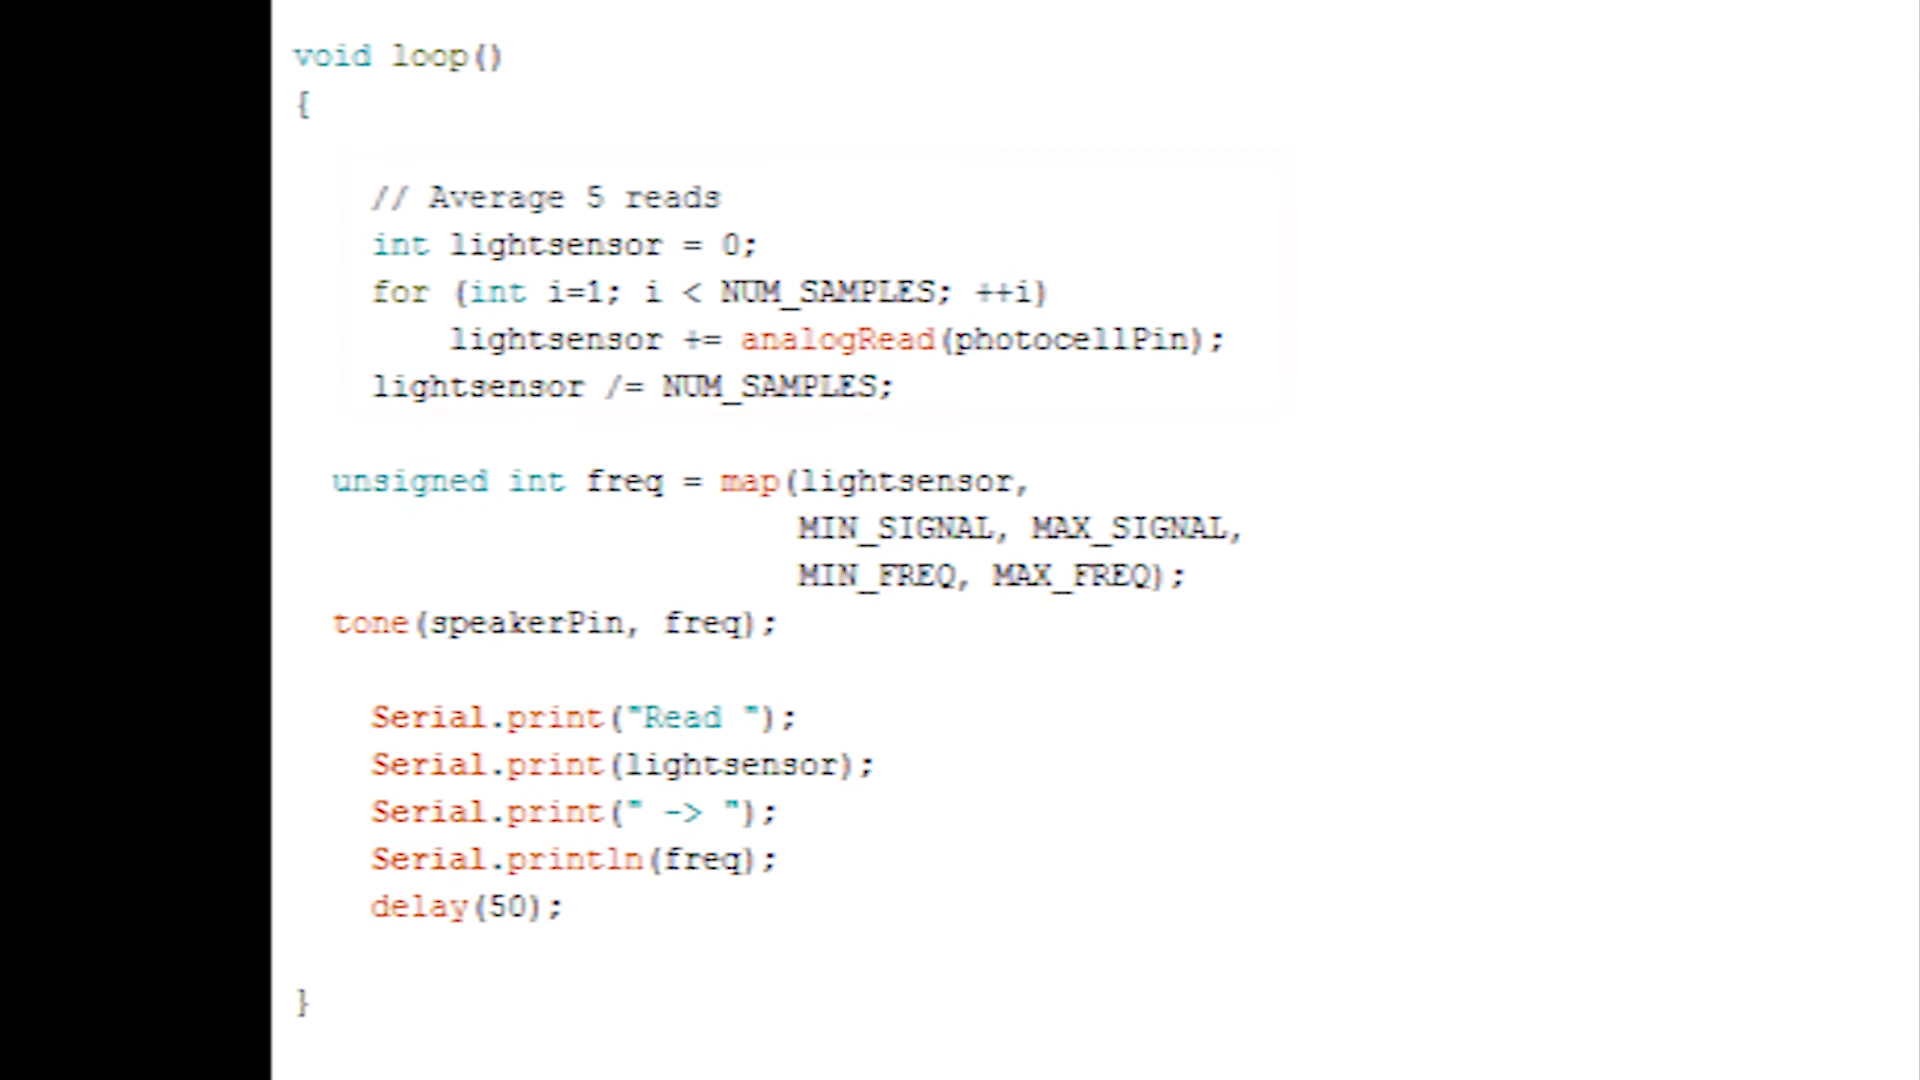 void loop()
{
// Average 5 reads
int lightsensor = 0;
for (int i=1; i < NUM_SAMPLES; ++i)
lightsensor += analogRead(photocellPin);
lightsensor /= NUM_SAMPLES;
unsigned int freq = map(lightsensor,
MIN_SIGNAL, MAX_SIGNAL,
MIN_FREQ, MAX_FREQ);
tone(speakerPin, freq);
Serial.print("Read ");
Serial.print(lightsensor);
Serial.print(" -> ");
Serial.println(freq);
delay(50);
}